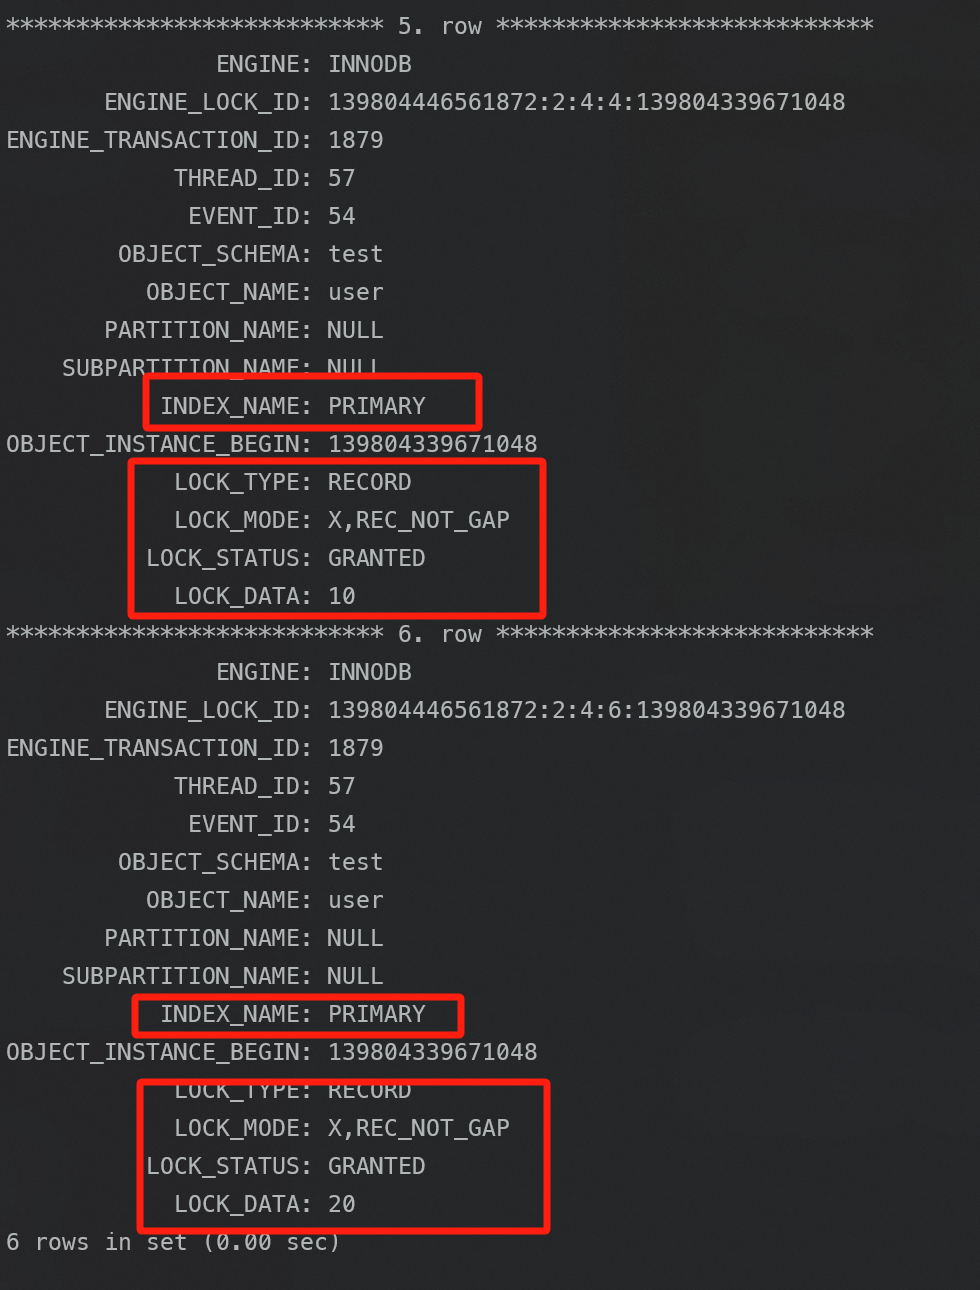 *************************** 5. row ***************************
ENGINE: INNODB
ENGINE_LOCK_ID: 139804446561872:2:4:4:139804339671048
ENGINE_TRANSACTION_ID: 1879
THREAD_ID: 57
EVENT_ID: 54
OBJECT_SCHEMA: test
OBJECT_NAME: user
PARTITION_NAME: NULL
SUBPARTITION_NAME: NULL
INDEX_NAME: PRIMARY
OBJECT_INSTANCE_BEGIN: 139804339671048
LOCK_TYPE: RECORD
LOCK_MODE: X,REC_NOT_GAP
LOCK_STATUS: GRANTED
LOCK_DATA: 10
*************************** 6. row ***************************
ENGINE: INNODB
ENGINE_LOCK_ID: 139804446561872:2:4:6:139804339671048
ENGINE_TRANSACTION_ID: 1879
THREAD_ID: 57
EVENT_ID: 54
OBJECT_SCHEMA: test
OBJECT_NAME: user
PARTITION_NAME: NULL
SUBPARTITION_NAME: NULL
INDEX_NAME: PRIMARY
OBJECT_INSTANCE_BEGIN: 139804339671048
LOCK_TYPE: RECORD
LOCK_MODE: X,REC_NOT_GAP
LOCK_STATUS: GRANTED
LOCK_DATA: 20
6 rows in set (0.00 sec)